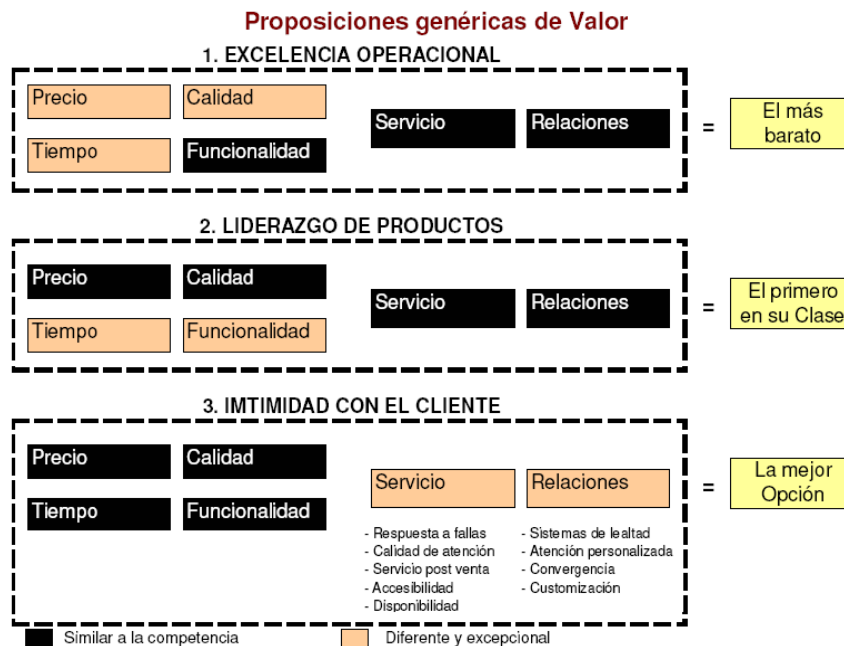 Proposiciones genéricas de Valor
1. EXCELENCIA OPERACIONAL
Precio
Calidad
Tiempo
Funcionalidad
Servicio
Relaciones
=
El más
barato
2. LIDERAZGO DE PRODUCTOS
Precio
Calidad
Tiempo
Funcionalidad
Servicio
Relaciones
=
El primero
en su Clase
3. IMTIMIDAD CON EL CLIENTE
Precio
Calidad
Tiempo
Funcionalidad
Servicio
Relaciones
- Respuesta a fallas
- Calidad de atención
- Servicio post venta
- Accesibilidad
- Disponibilidad
- Sistemas de lealtad
- Atención personalizada
- Convergencia
- Customización
=
La mejor
Opción
Similar a la competencia
Diferente y excepcional